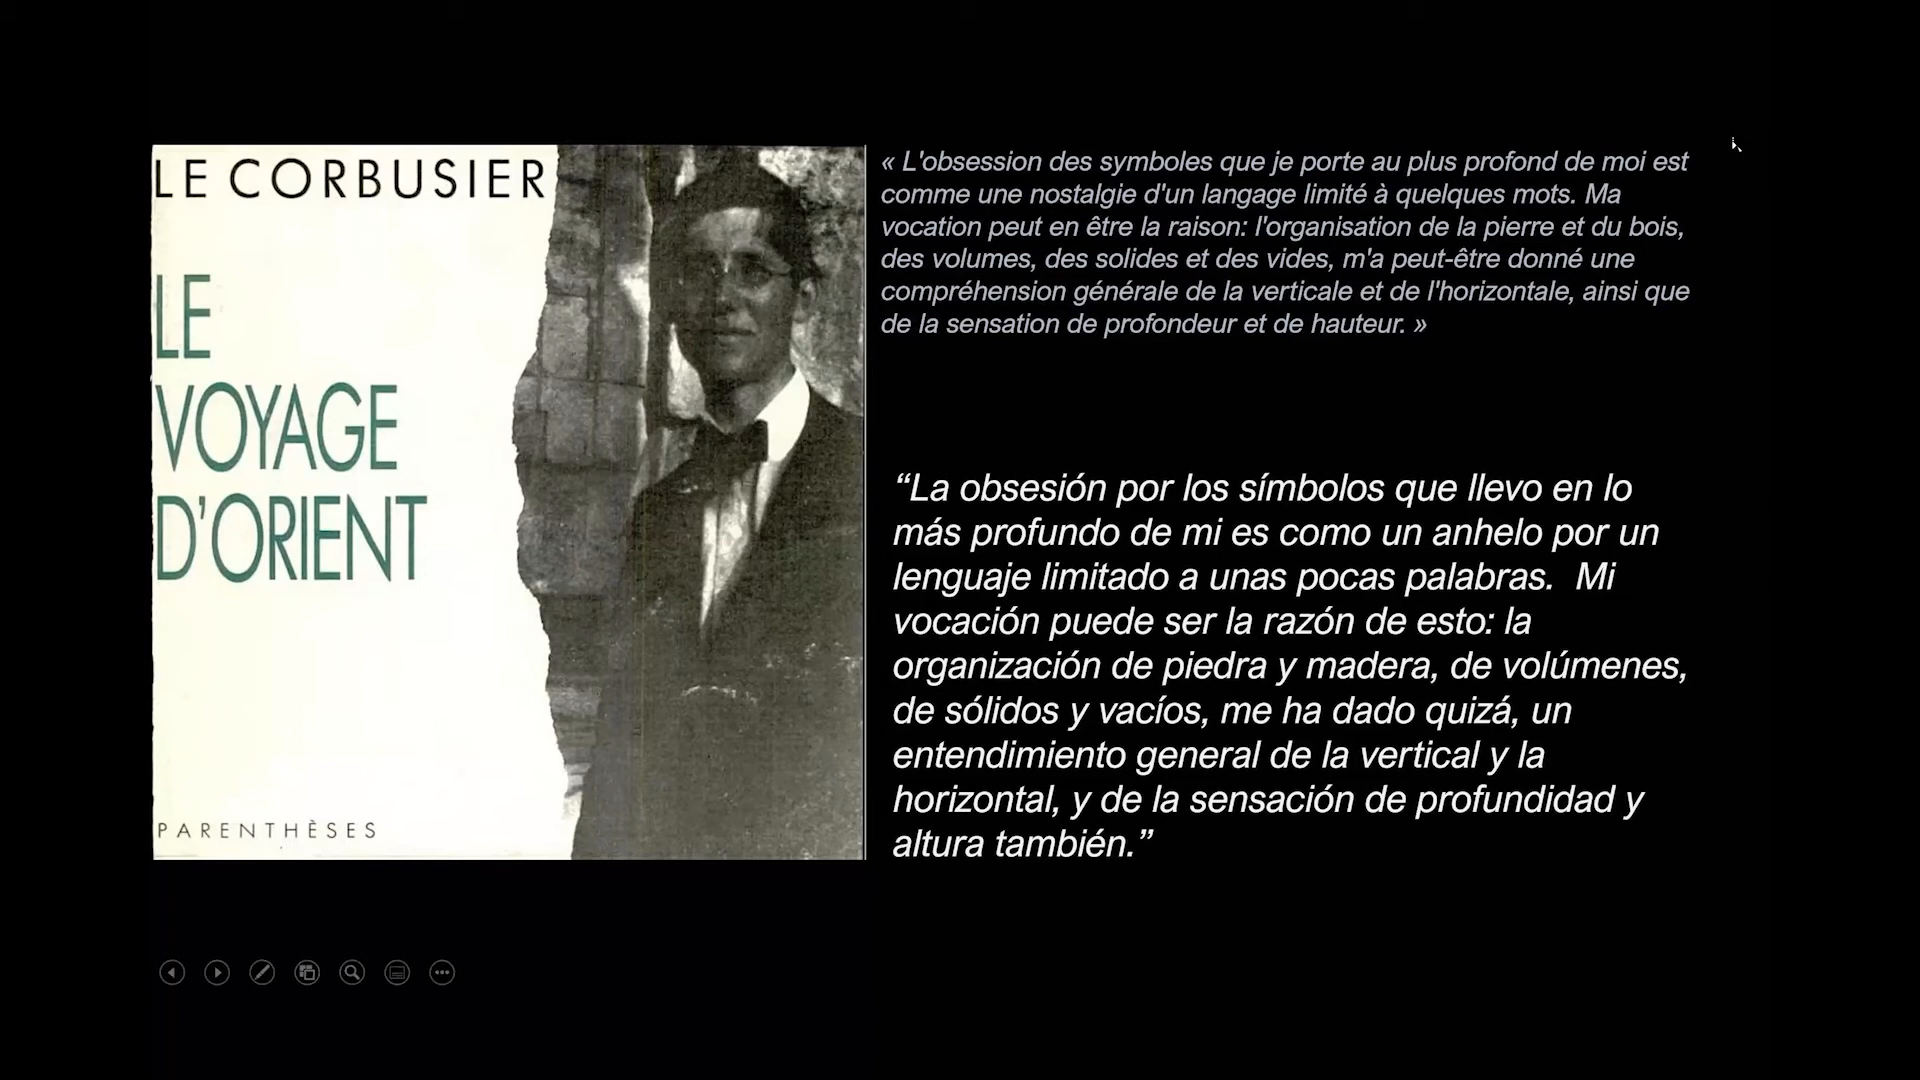 LE CORBUSIER
LE
VOYAGE
D'ORIENT
PARENTHÈSES
« L'obsession des symboles que je porte au plus profond de moi est
comme une nostalgie d'un langage limité à quelques mots. Ma
vocation peut en être la raison: l'organisation de la pierre et du bois,
des volumes, des solides et des vides, m'a peut-être donné une
compréhension générale de la verticale et de l'horizontale, ainsi que
de la sensation de profondeur et de hauteur. »
“La obsesión por los símbolos que llevo en lo
más profundo de mi es como un anhelo por un
lenguaje limitado a unas pocas palabras.  Mi
vocación puede ser la razón de esto: la
organización de piedra y madera, de volúmenes,
de sólidos y vacíos, me ha dado quizá, un
entendimiento general de la vertical y la
horizontal, y de la sensación de profundidad y
altura también.”